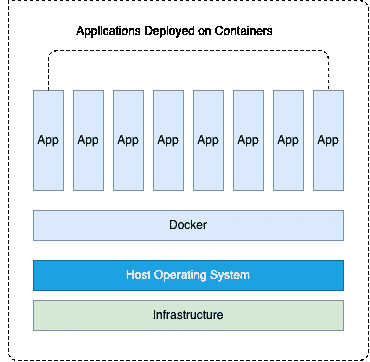 Applications Deployed on Containers
App App App App App App App App
Docker
Host Operating System
Infrastructure